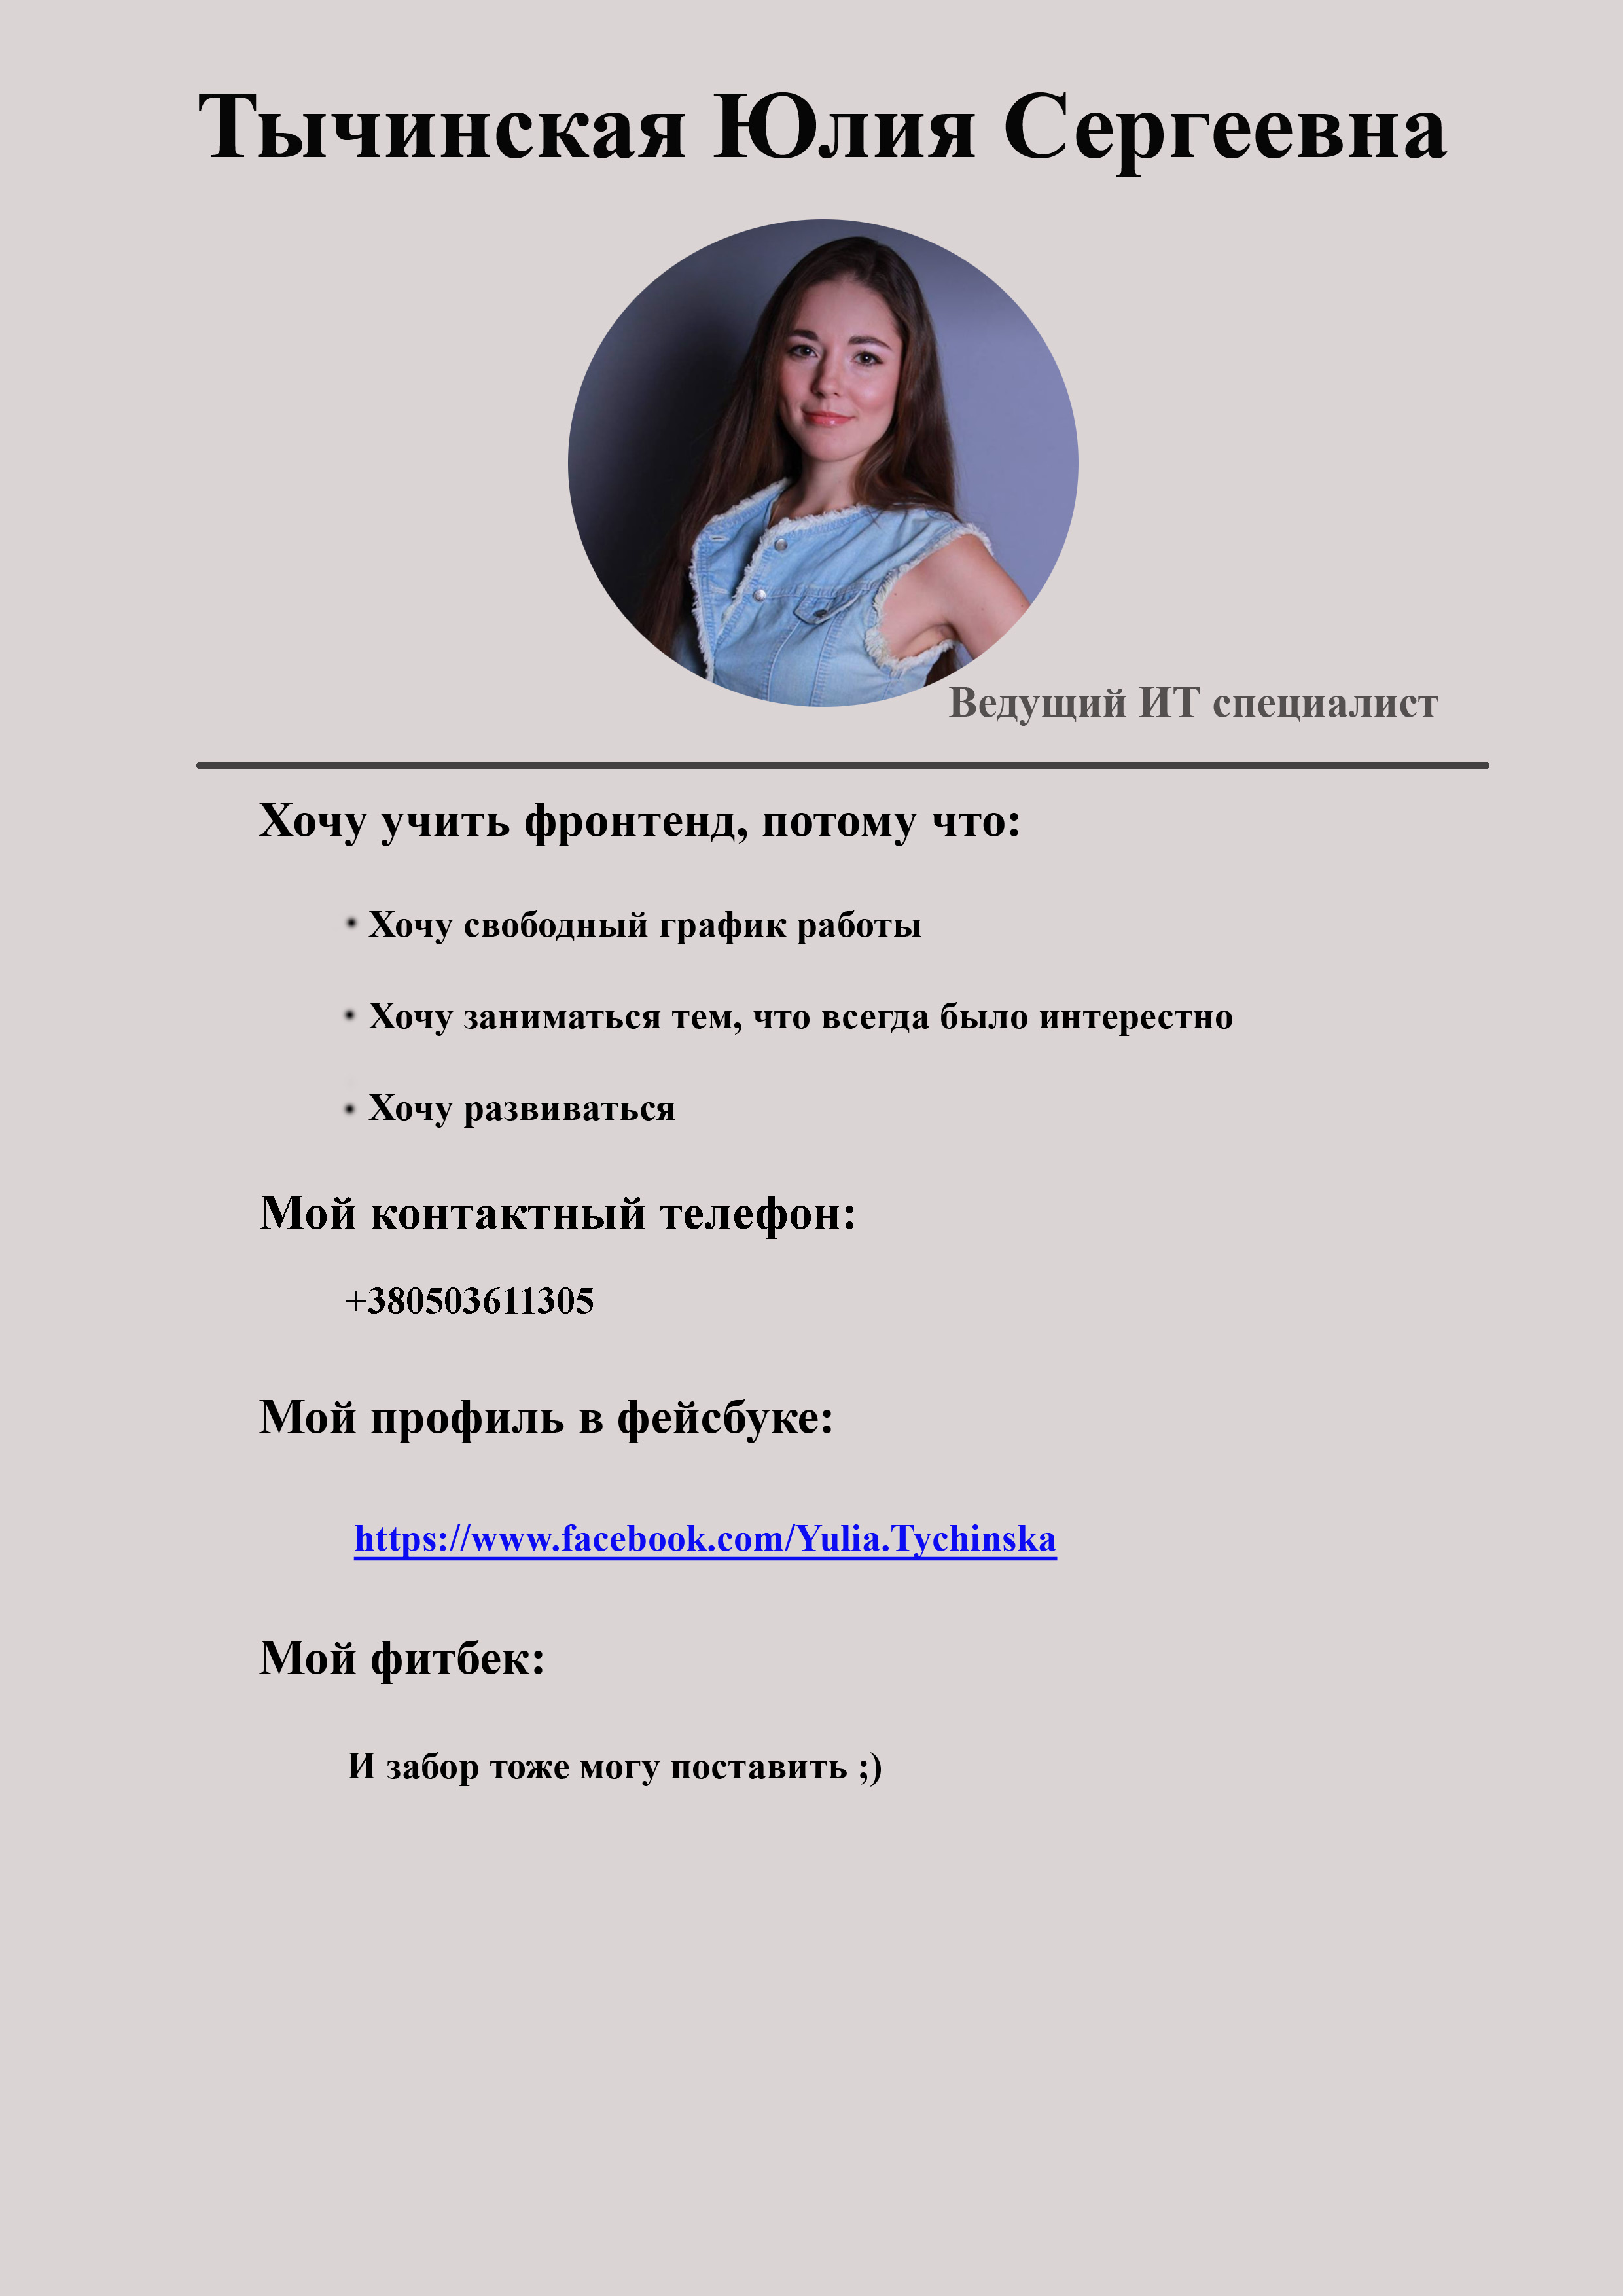 Тычинская Юлия Сергеевна
Ведущий ИТ специалист
Хочу учить фронтенд, потому что:
• Хочу свободный график работы
• Хочу заниматься тем, что всегда было интерестно
• Хочу развиваться
Мой контактный телефон:
+380503611305
Мой профиль в фейсбуке:
https://www.facebook.com/Yulia.Tychinska
Мой фитбек:
И забор тоже могу поставить ;)